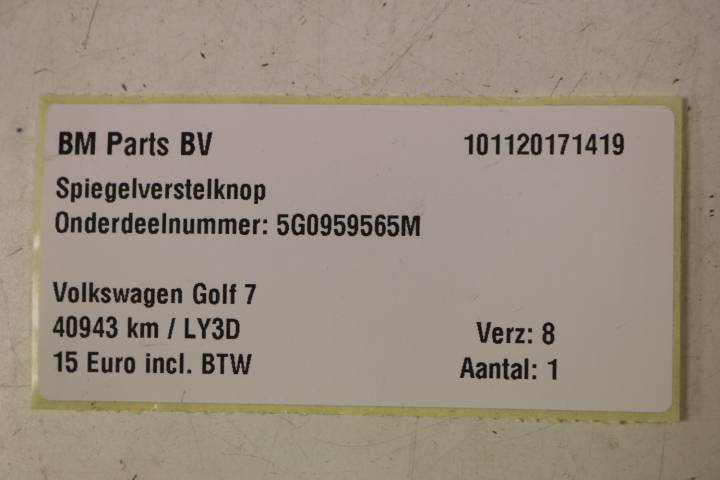 BM Parts BV 101120171419
Spiegelverstelknop
Onderdeelnummer: 5G0959565M
Volkswagen Golf 7
40943 km / LY3D Verz: 8
15 Euro incl. BTW Aantal: 1